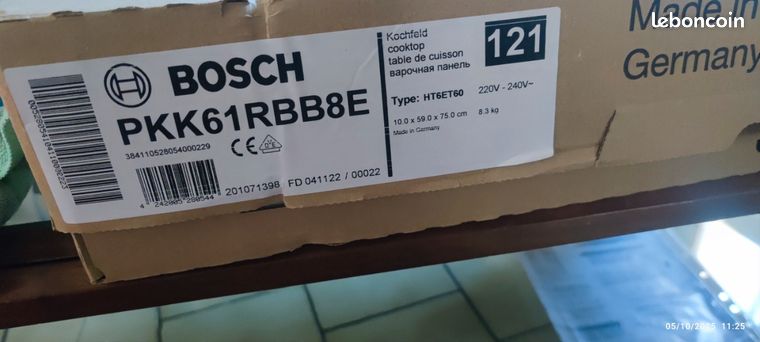 leboncoin
Made in
Germany
BOSCH
PKK61RBB8E
384110528054000229
CE
201071398 FD 041122 / 00022
Kochfeld
cooktop
table de cuisson
варочная панель
121
Type: HT6ET60
220V - 240V~
10.0 x 59.0 x 75.0 cm
8.3 kg
Made in Germany
05/10/2025 11:25